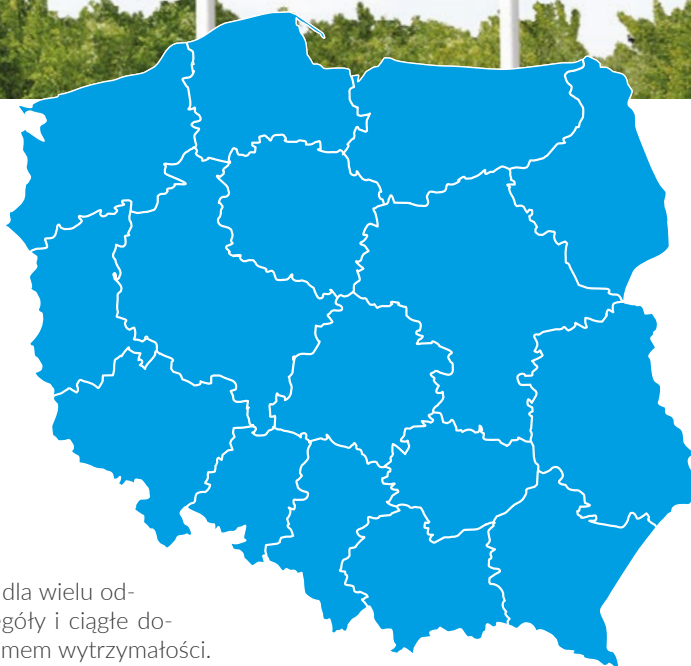 dla wielu od-
góły i ciągłe do-
mem wytrzymałości.